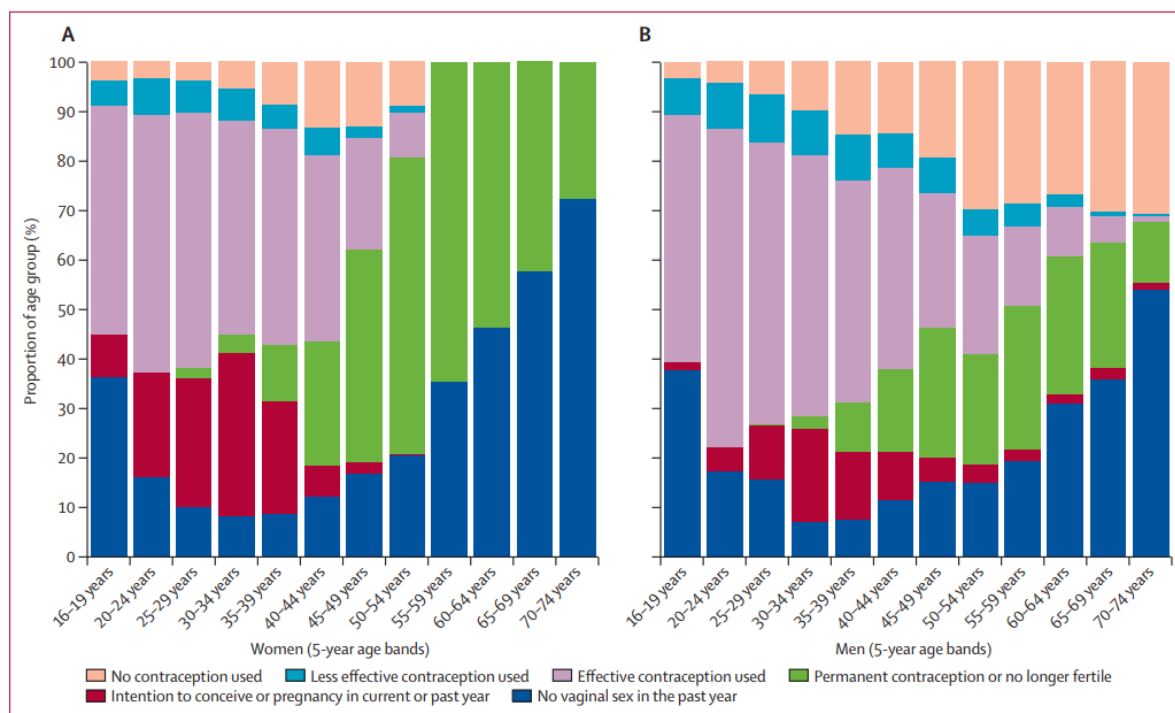 A
B
Proportion of age group (%)
100
90
80
70
60
50
40
30
20
10
0
16–19 years
20–24 years
25–29 years
30–34 years
35–39 years
40–44 years
45–49 years
50–54 years
55–59 years
60–64 years
65–69 years
70–74 years
Women (5-year age bands)
16–19 years
20–24 years
25–29 years
30–34 years
35–39 years
40–44 years
45–49 years
50–54 years
55–59 years
60–64 years
65–69 years
70–74 years
Men (5-year age bands)
No contraception used Less effective contraception used Effective contraception used Permanent contraception or no longer fertile
Intention to conceive or pregnancy in current or past year No vaginal sex in the past year